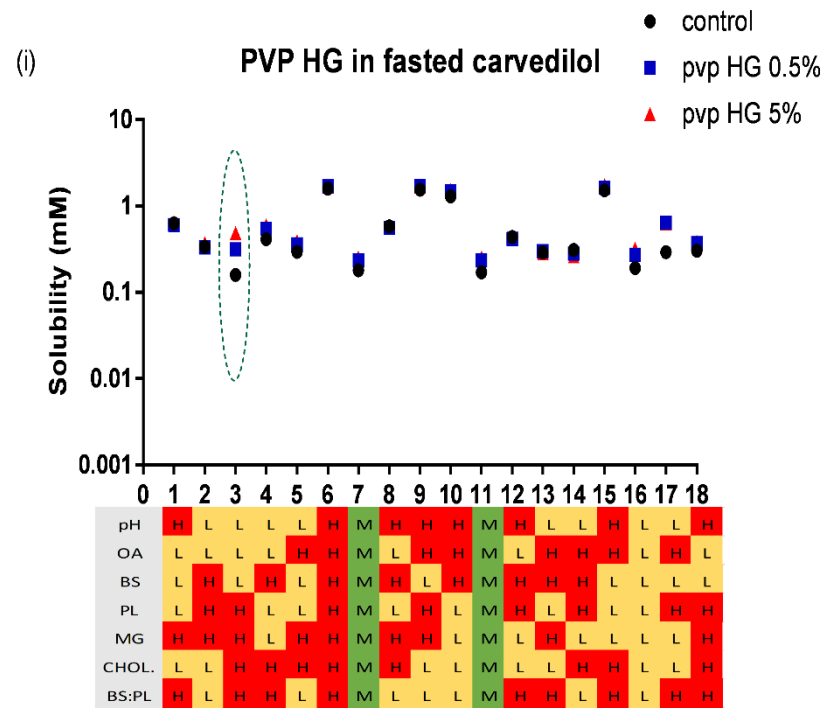 control
(i)
PVP HG in fasted carvedilol
pvp HG 0.5%
pvp HG 5%
10
1
0.1
0.01
0.001
Solubility (mM)
0 1 2 3 4 5 6 7 8 9 10 11 12 13 14 15 16 17 18
pH H L L L L H M H H H M H L L H L L H
OA L L L L H H M L H H M L H H H L H L
BS L H L H L H M H L H M H H H L L L L
PL L H H L L H M L H L M H L H L L H H
MG H H H L H H M H H L M L H L L L L H
CHOL. L L H H H H M H L L M L L H H L L H
BS:PL H L H H L H M L L L M H H L H L H H